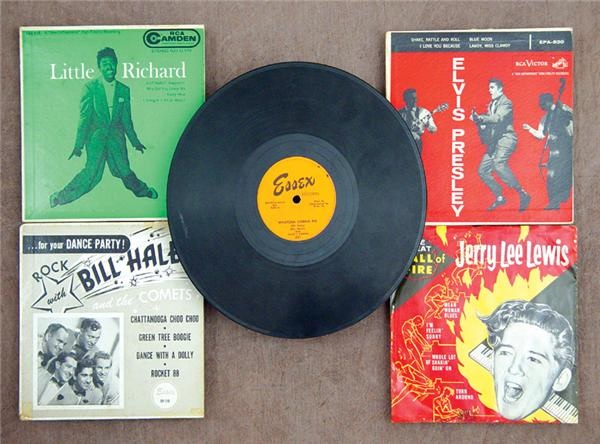 RCA
CAMDEN
Little Richard
SHAKE, RATTLE AND ROLL
I LOVE YOU BECAUSE
BLUE MOON
LAWDY, MISS CLAWDY
EPA-830
RCA VICTOR
ELVIS PRESLEY
Essex
...for your DANCE PARTY!
ROCK
with
BILL HALE
and the COMETS
CHATTANOOGA CHOO CHOO
GREEN TREE BOOGIE
DANCE WITH A DOLLY
ROCKET 88
Essex
ALL of
FIRE
Jerry Lee Lewis
MEAN
WOMAN
BLUES
I'M
FEELIN'
SORRY
WHOLE LOT
OF SHAKIN'
GOIN' ON
TURN
AROUND